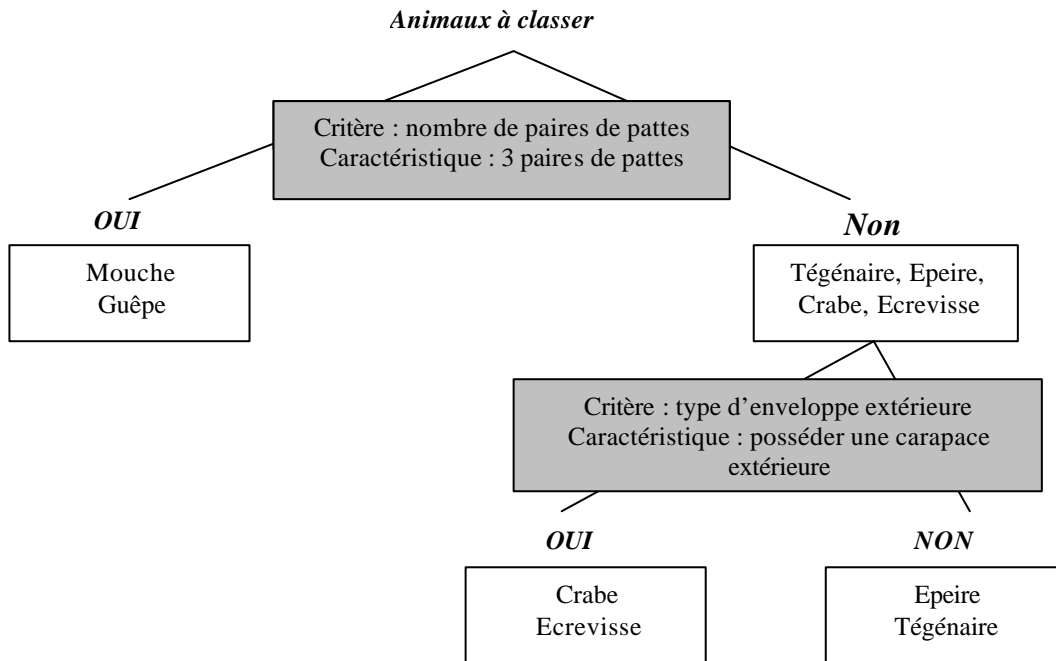 Animaux à classer
Critère : nombre de paires de pattes
Caractéristique : 3 paires de pattes
OUI
Non
Mouche
Guêpe
Tégénaire, Epeire,
Crabe, Ecrevisse
Critère : type d'enveloppe extérieure
Caractéristique : posséder une carapace
extérieure
OUI
NON
Crabe
Ecrevisse
Epeire
Tégénaire